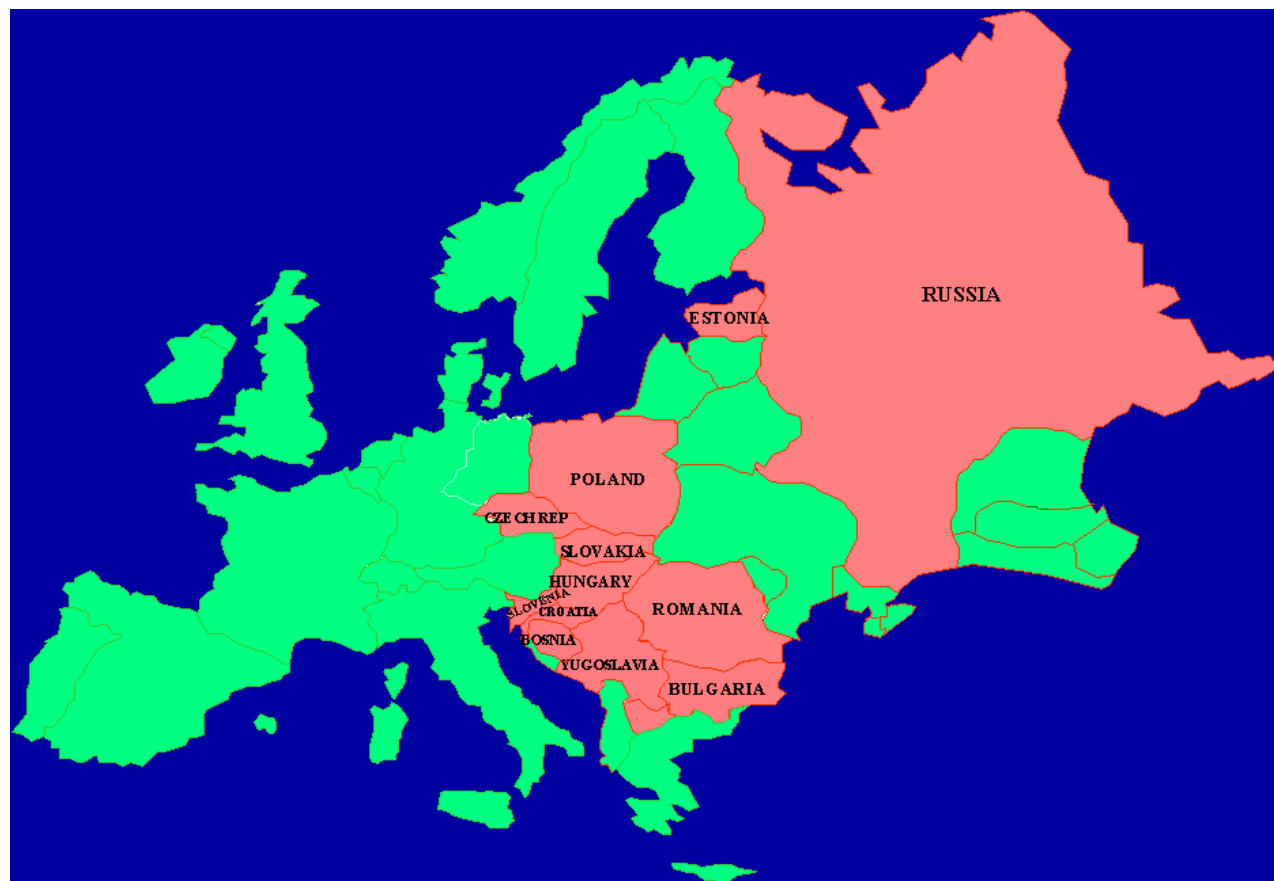 RUSSIA
ESTONIA
POLAND
CZECH REP
SLOVAKIA
HUNGARY
SLOVENIA
CROATIA
ROMANIA
BOSNIA
YUGOSLAVIA
BULGARIA